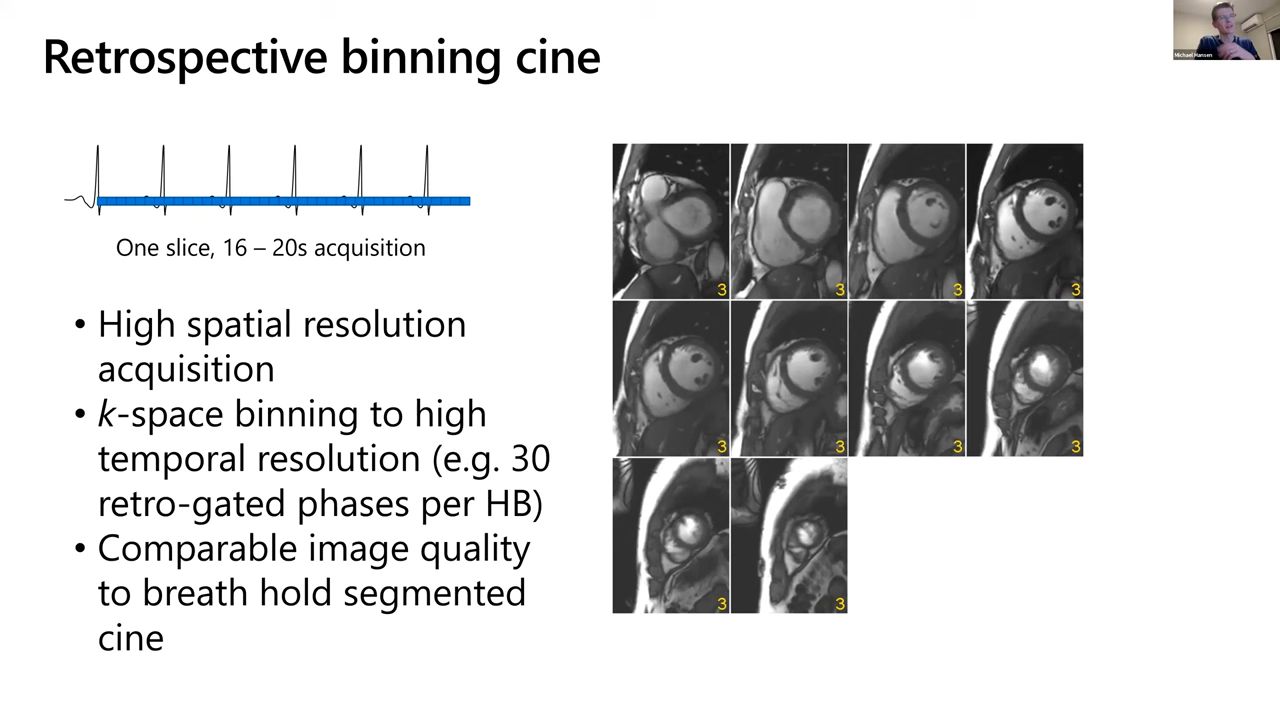 Retrospective binning cine
Michael Hansen
One slice, 16 – 20s acquisition
• High spatial resolution
acquisition
• k-space binning to high
temporal resolution (e.g. 30
retro-gated phases per HB)
• Comparable image quality
to breath hold segmented
cine
3
3
3
3
3
3
3
3
3
3